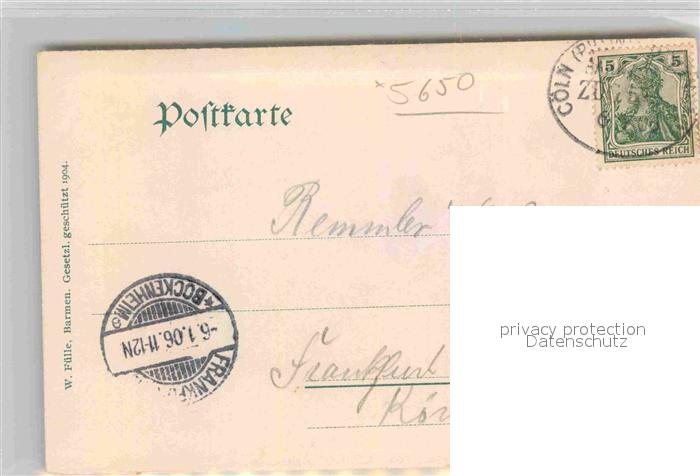 *5650
Postkarte
CÖLN
5 5
DEUTSCHES REICH
Remmler
W. Fülle, Barmen. Gesetzl. geschützt 1904.
* BOCKENHEIM
-6.1.06.11-12N
privacy protection
Datenschutz
Frankfurt